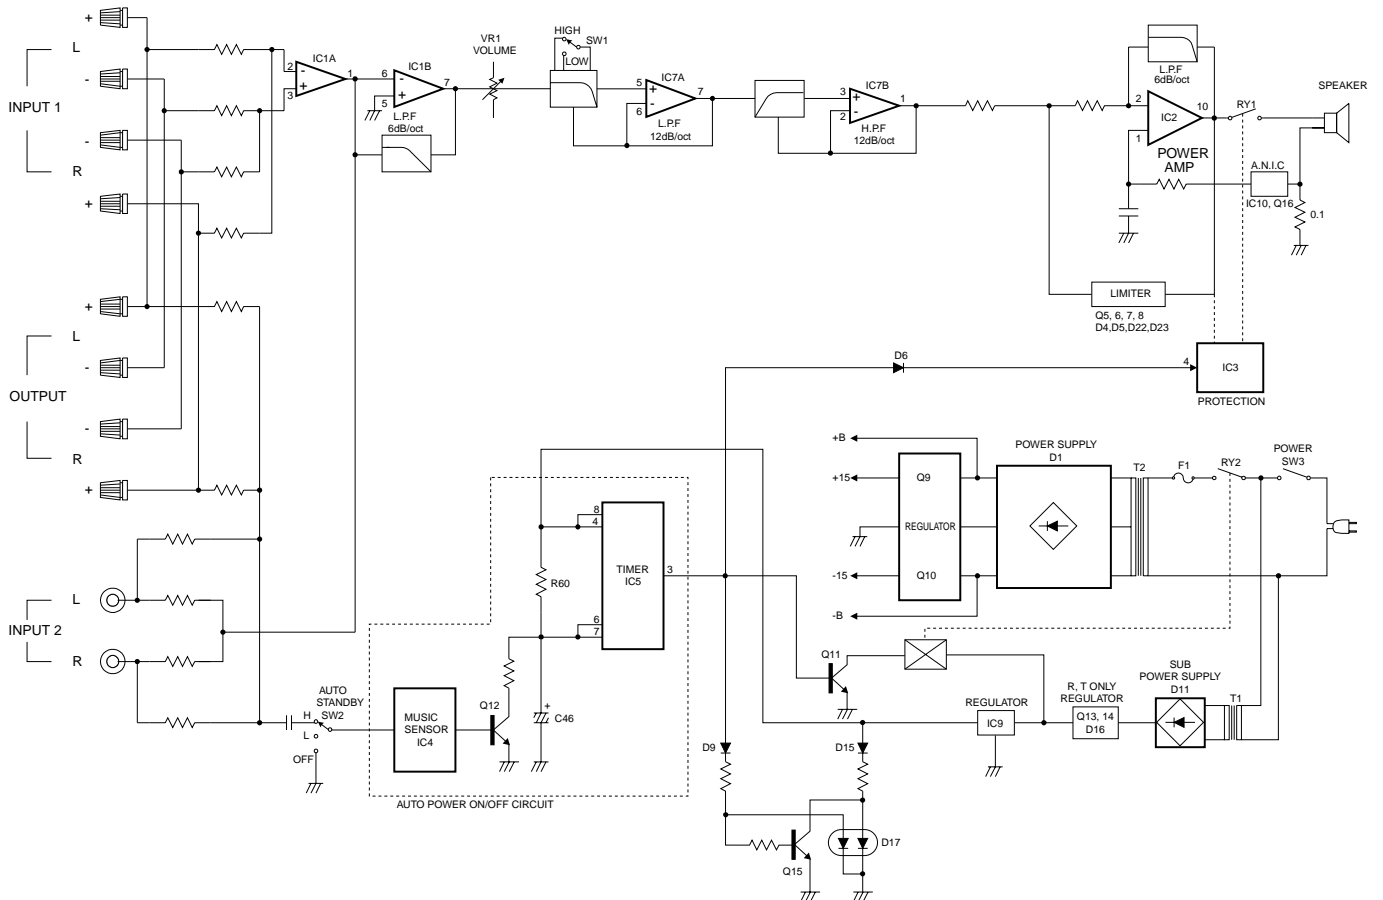 +
L
-
INPUT 1
-
R
+
+
L
-
OUTPUT
-
R
+
L
INPUT 2
R
2
3
IC1A
1
6
5
IC1B
7
L.P.F
6dB/oct
VR1
VOLUME
HIGH
SW1
LOW
5
6
IC7A
7
L.P.F
12dB/oct
3
2
IC7B
1
H.P.F
12dB/oct
L.P.F
6dB/oct
2
1
IC2
10
RY1
POWER
AMP
SPEAKER
A.N.I.C
IC10, Q16
0.1
LIMITER
Q5, 6, 7, 8
D4,D5,D22,D23
D6
4
IC3
PROTECTION
+B
+15
-15
-B
Q9
REGULATOR
Q10
POWER SUPPLY
D1
T2
F1
RY2
POWER
SW3
8
4
R60
TIMER
IC5
3
6
7
AUTO
STANDBY
SW2
H
L
OFF
MUSIC
SENSOR
IC4
Q12
+
C46
AUTO POWER ON/OFF CIRCUIT
Q11
REGULATOR
IC9
R, T ONLY
REGULATOR
Q13, 14
D16
SUB
POWER SUPPLY
D11
T1
D9
D15
Q15
D17